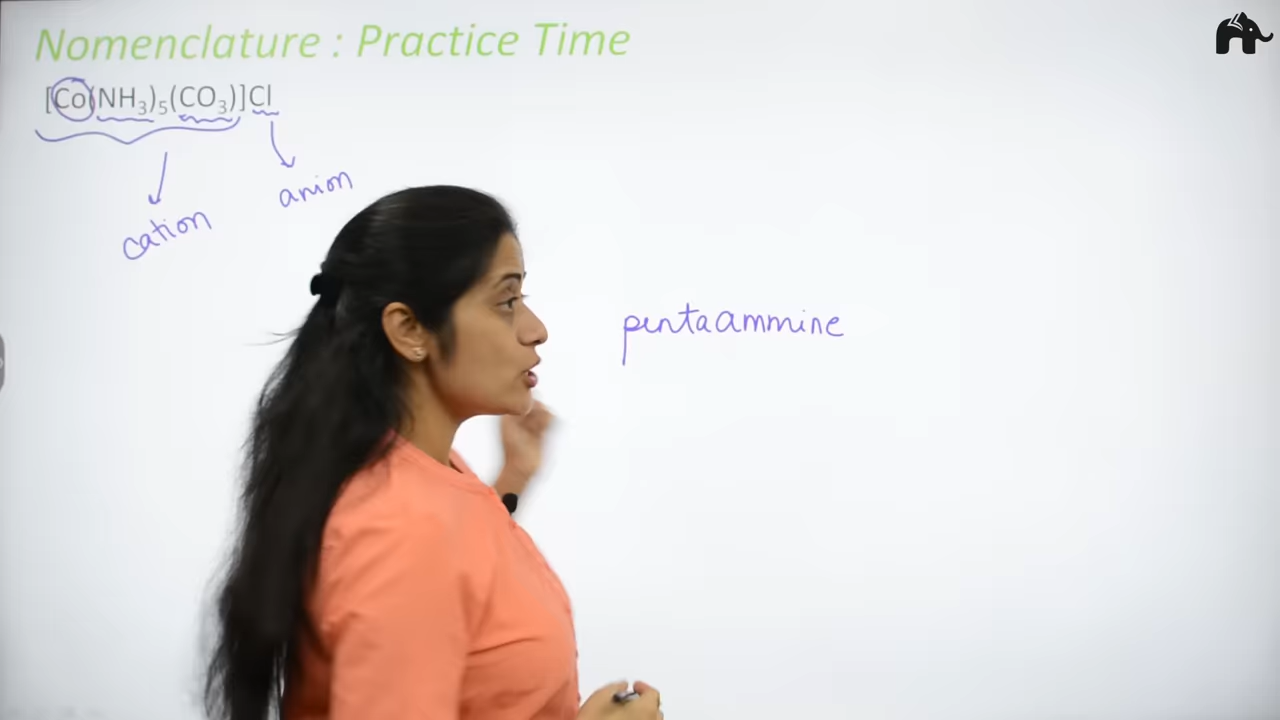 Nomenclature : Practice Time
[Co(NH₃)₅(CO₃)]Cl
anion
cation
pentaammine